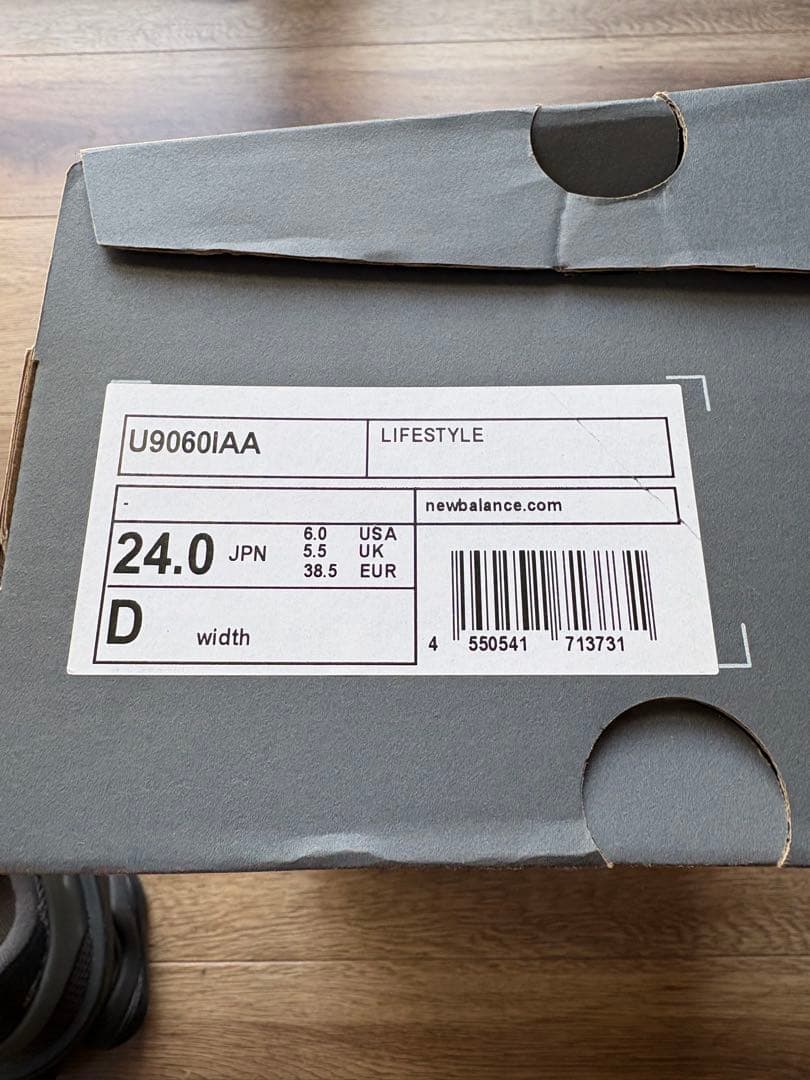 U9060IAA
LIFESTYLE
-
newbalance.com
24.0 JPN
6.0 USA
5.5 UK
38.5 EUR
D width
4 550541 713731